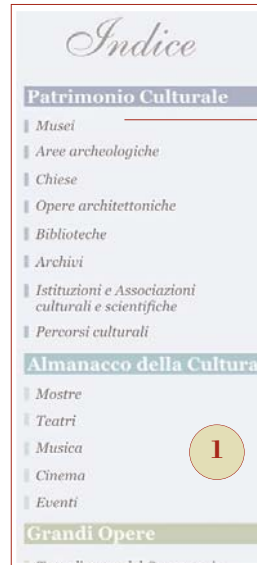 Indice
Patrimonio Culturale
Musei
Aree archeologiche
Chiese
Opere architettoniche
Biblioteche
Archivi
Istituzioni e Associazioni
culturali e scientifiche
Percorsi culturali
Almanacco della Cultura
Mostre
Teatri
Musica
1
Cinema
Eventi
Grandi Opere